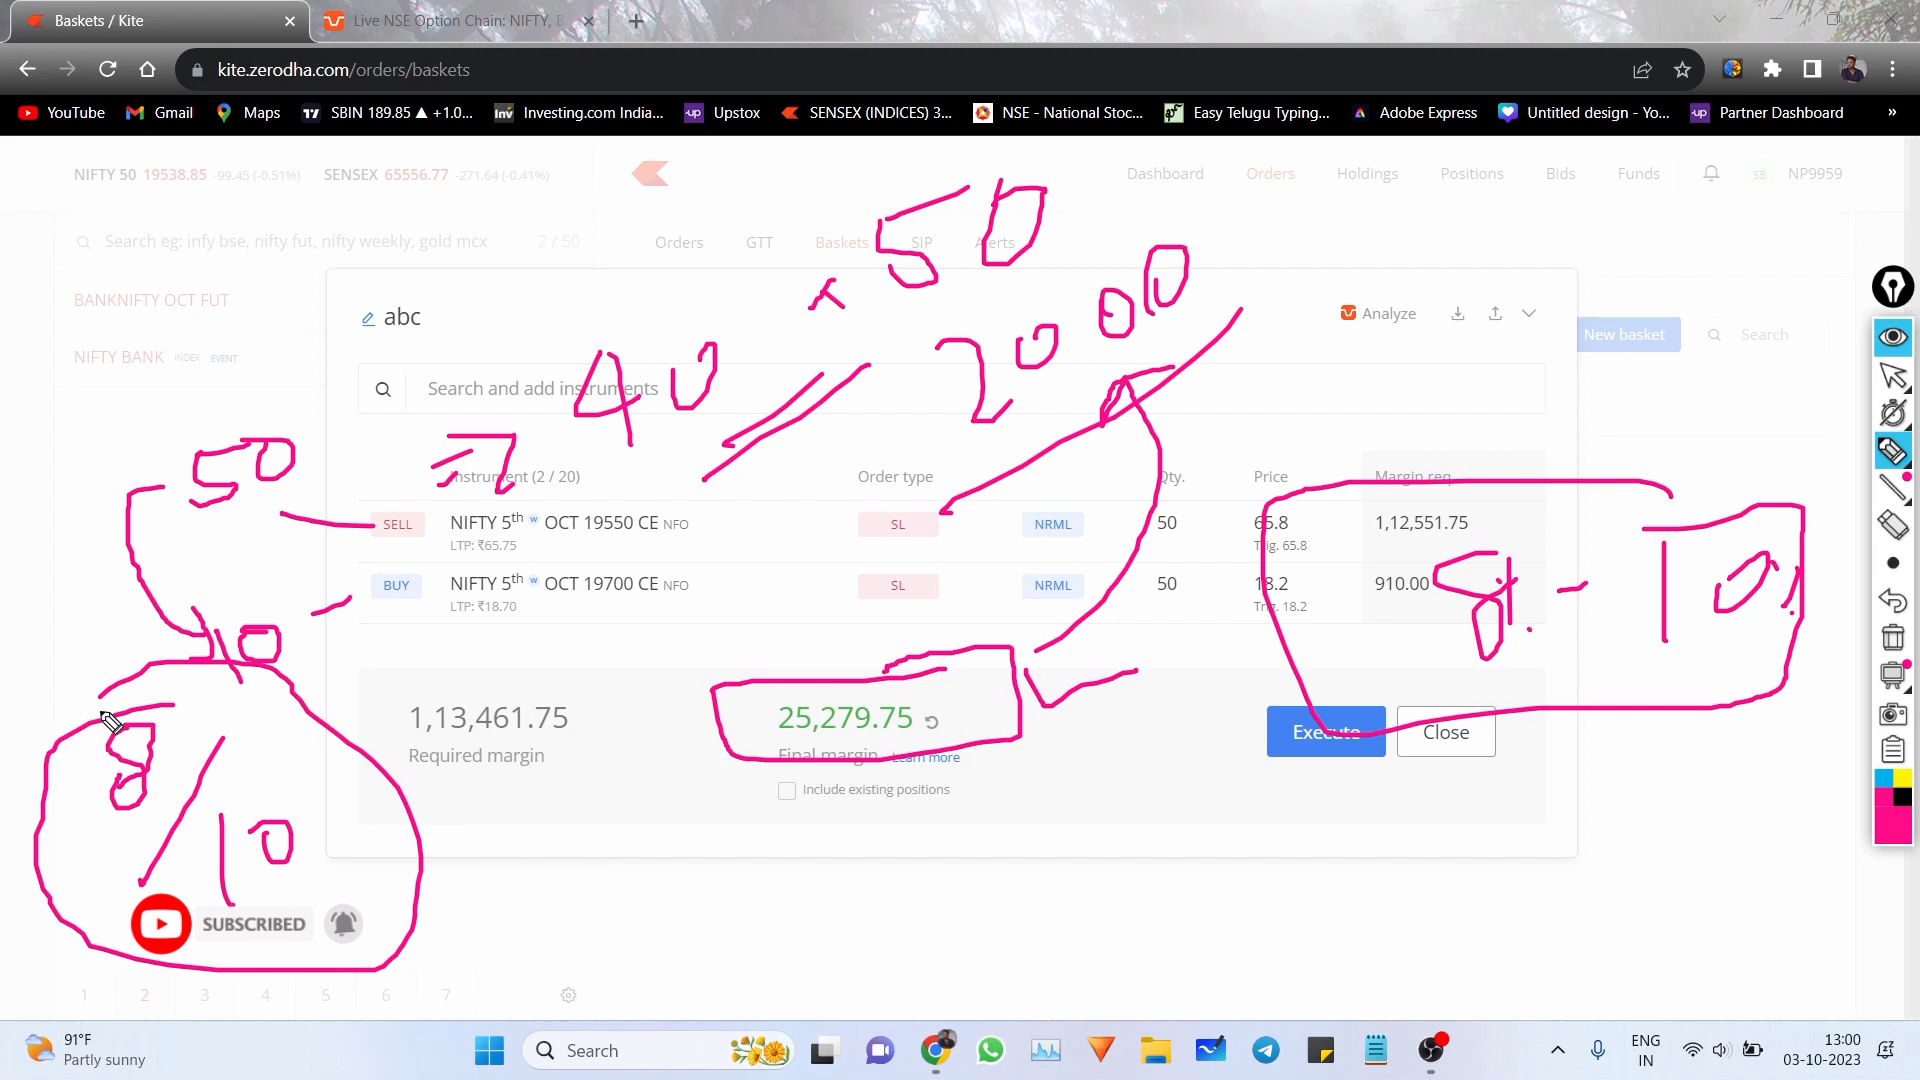 Baskets / Kite
Live NSE Option Chain: NIFTY, B
kite.zerodha.com/orders/baskets
YouTube Gmail Maps SBIN 189.85 ▲ +1.0... Investing.com India... Upstox SENSEX (INDICES) 3... NSE - National Stoc... Easy Telugu Typing... Adobe Express Untitled design - Yo... Partner Dashboard »
NIFTY 50 19538.85 -99.45 (-0.51%) SENSEX 65556.77 -271.64 (-0.41%)
Dashboard Orders Holdings Positions Bids Funds SB NP9959
Search eg: infy bse, nifty fut, nifty weekly, gold mcx 2 / 50
Orders GTT Baskets SIP Alerts
x 50
BANKNIFTY OCT FUT
NIFTY BANK INDEX EVENT
abc
Analyze
New basket Search
Search and add instruments
40
2000
50
Instrument (2 / 20) Order type Qty. Price Margin req.
SELL NIFTY 5th w OCT 19550 CE NFO SL NRML 50 65.8 1,12,551.75
LTP: ₹65.75 Trig. 65.8
BUY NIFTY 5th w OCT 19700 CE NFO SL NRML 50 18.2 910.00
LTP: ₹18.70 Trig. 18.2
10
1,13,461.75 25,279.75 Execute Close
Required margin Final margin Learn more
Include existing positions
10
SUBSCRIBED
1 2 3 4 5 6 7
91°F
Partly sunny
Search
ENG
IN
13:00
03-10-2023